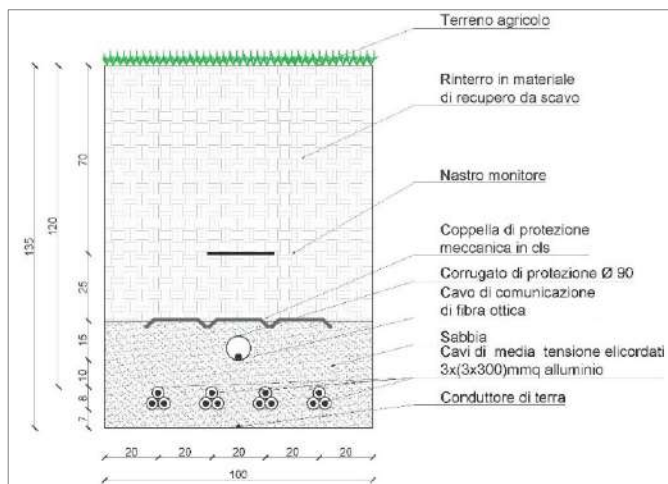 Terreno agricolo
Rinterro in materiale
di recupero da scavo
Nastro monitore
Coppella di protezione
meccanica in cls
Corrugato di protezione Ø 90
Cavo di comunicazione
di fibra ottica
Sabbia
Cavi di media tensione elicordati
3x(3x300)mmq alluminio
Conduttore di terra
135
120
70
25
15
10
8
7
20 20 20 20 20
100